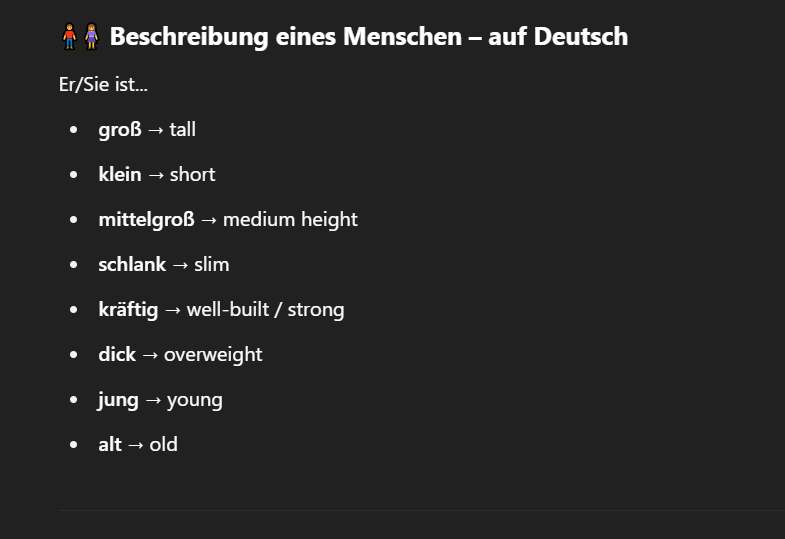 Beschreibung eines Menschen – auf Deutsch
Er/Sie ist...
• groß → tall
• klein → short
• mittelgroß → medium height
• schlank → slim
• kräftig → well-built / strong
• dick → overweight
• jung → young
• alt → old